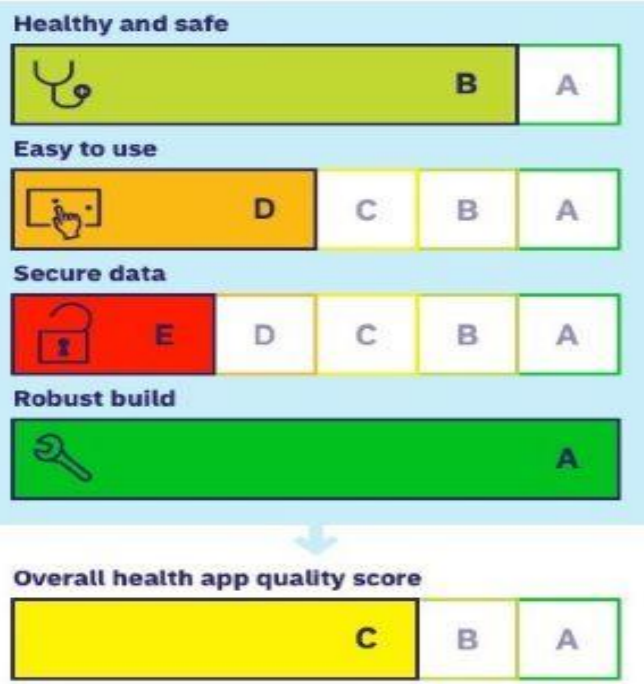 Healthy and safe
B A
Easy to use
D C B A
Secure data
E D C B A
Robust build
A
Overall health app quality score
C B A